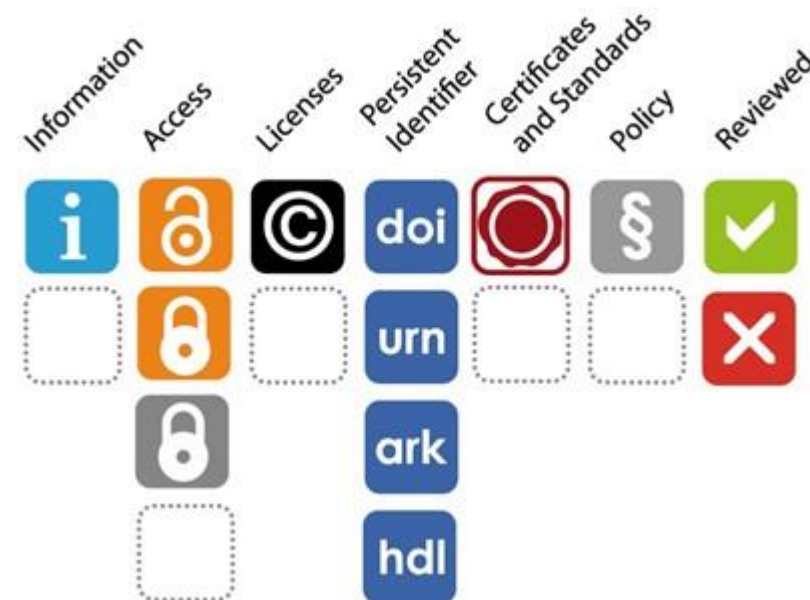 Information
Access
Licenses
Persistent
Identifier
Certificates
and Standards
Policy
Reviewed
i
©
doi
§
urn
ark
hdl